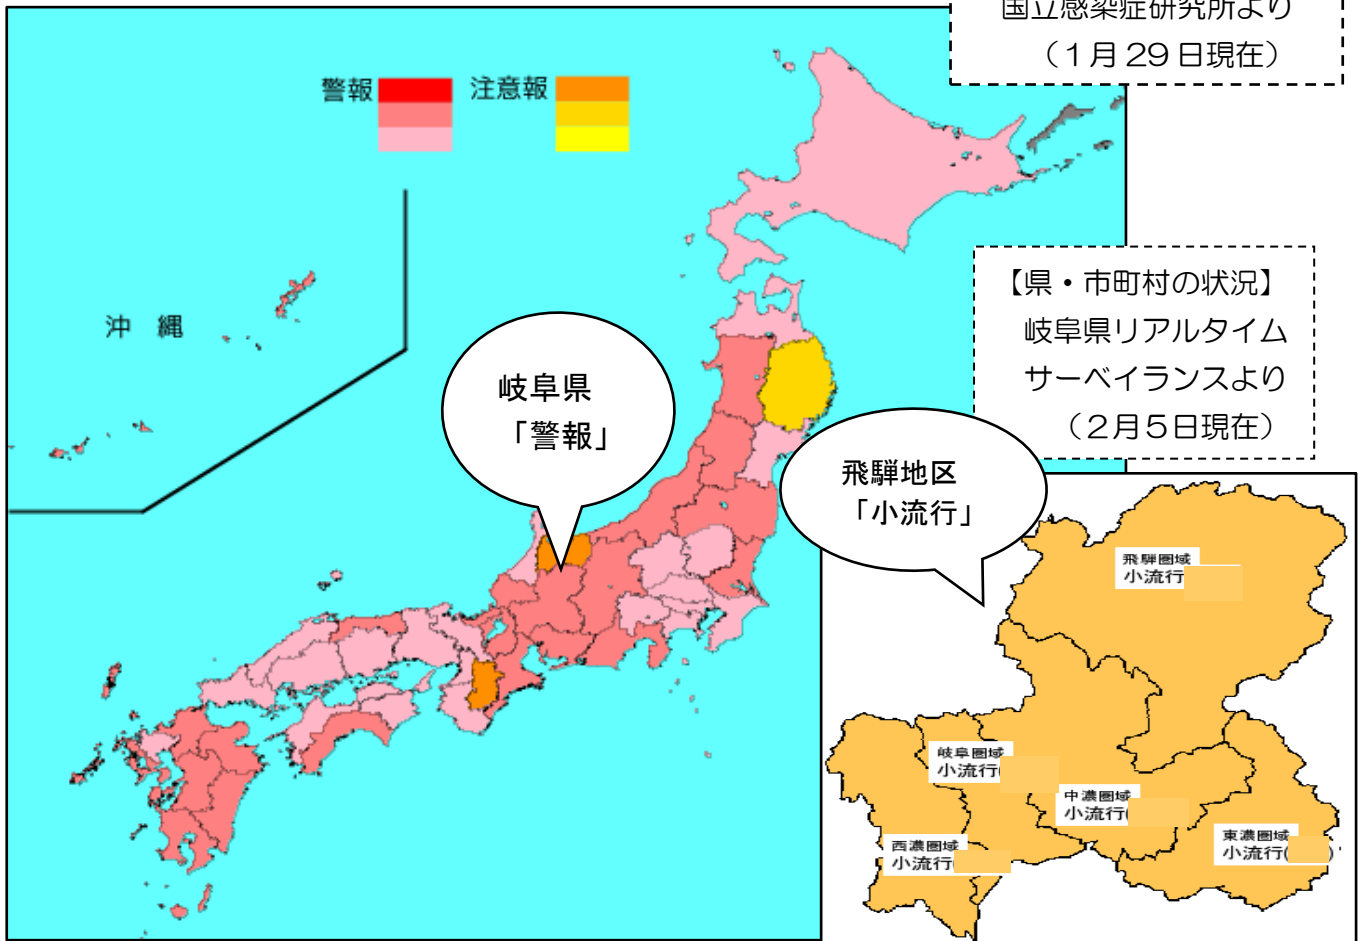 国立感染症研究所より
（１月 29 日現在）
警報
注意報
沖 縄
【県・市町村の状況】
岐阜県リアルタイム
サーベイランスより
（２月５日現在）
岐阜県
「警報」
飛騨地区
「小流行」
飛騨圏域
小流行
岐阜圏域
小流行(
中濃圏域
小流行(
西濃圏域
小流行(
東濃圏域
小流行( )